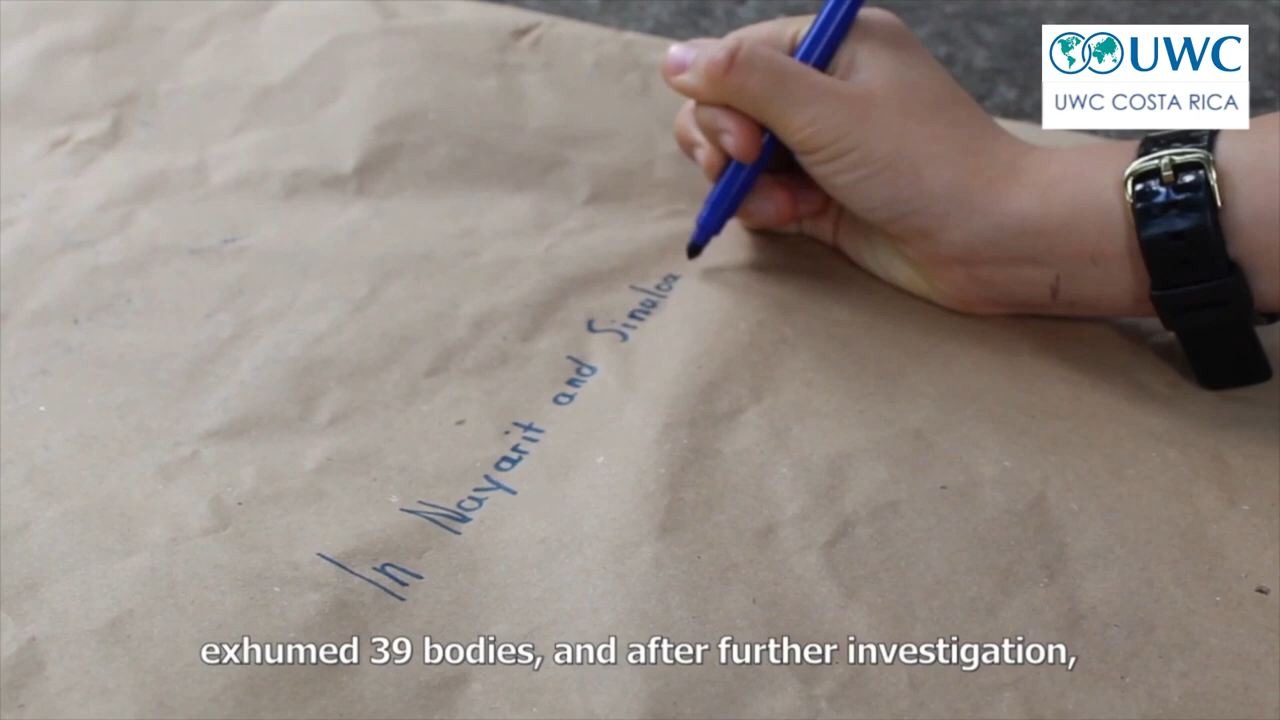 UWC
UWC COSTA RICA
In Nayarit and Sinaloa
exhumed 39 bodies, and after further investigation,